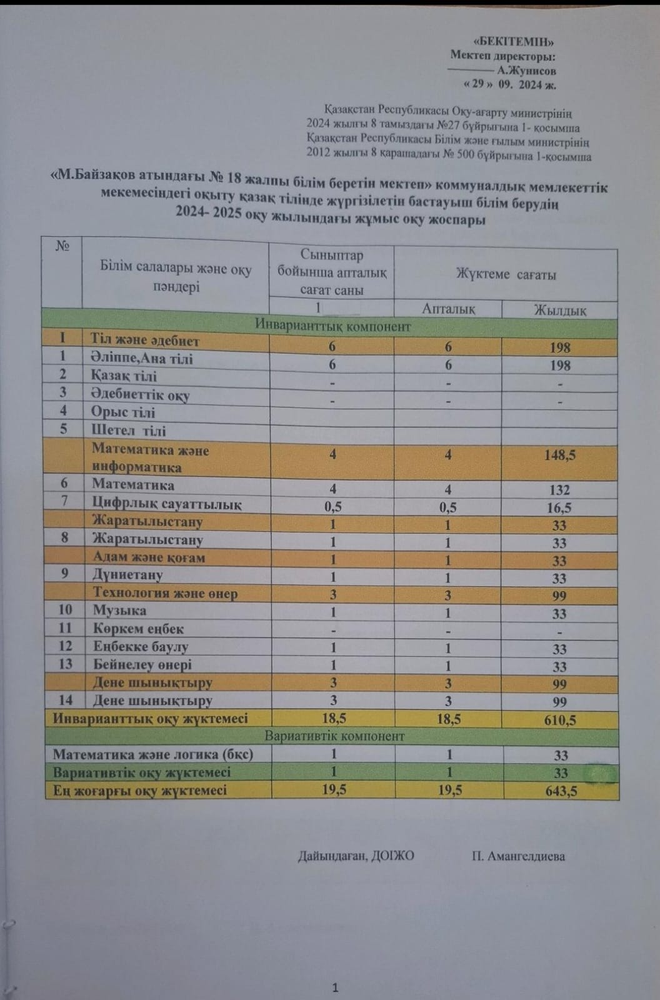 «БЕКІТЕМІН»
Мектеп директоры:
———— А.Жунисов
« 29 » 09. 2024 ж.
Қазақстан Республикасы Оқу-ағарту министрінің
2024 жылғы 8 тамыздағы №27 бұйрығына 1- қосымша
Қазақстан Республикасы Білім және ғылым министрінің
2012 жылғы 8 қарашадағы № 500 бұйрығына 1-қосымша
«М.Байзақов атындағы № 18 жалпы білім беретін мектеп» коммуналдық мемлекеттік
мекемесіндегі оқыту қазақ тілінде жүргізілетін бастауыш білім берудің
2024- 2025 оқу жылындағы жұмыс оқу жоспары
№ Білім салалары және оқу пәндері Сыныптар бойынша апталық сағат саны Жүктеме сағаты
1 Апталық Жылдық
Инварианттық компонент
I Тіл және әдебиет 6 6 198
1 Әліппе,Ана тілі 6 6 198
2 Қазақ тілі - - -
3 Әдебиеттік оқу - - -
4 Орыс тілі
5 Шетел тілі
Математика және информатика 4 4 148,5
6 Математика 4 4 132
7 Цифрлық сауаттылық 0,5 0,5 16,5
Жаратылыстану 1 1 33
8 Жаратылыстану 1 1 33
Адам және қоғам 1 1 33
9 Дүниетану 1 1 33
Технология және өнер 3 3 99
10 Музыка 1 1 33
11 Көркем еңбек - - -
12 Еңбекке баулу 1 1 33
13 Бейнелеу өнері 1 1 33
Дене шынықтыру 3 3 99
14 Дене шынықтыру 3 3 99
Инварианттық оқу жүктемесі 18,5 18,5 610,5
Вариативтік компонент
Математика және логика (бқс) 1 1 33
Вариативтік оқу жүктемесі 1 1 33
Ең жоғарғы оқу жүктемесі 19,5 19,5 643,5
Дайындаған, ДОІЖО П. Амангелдиева
1